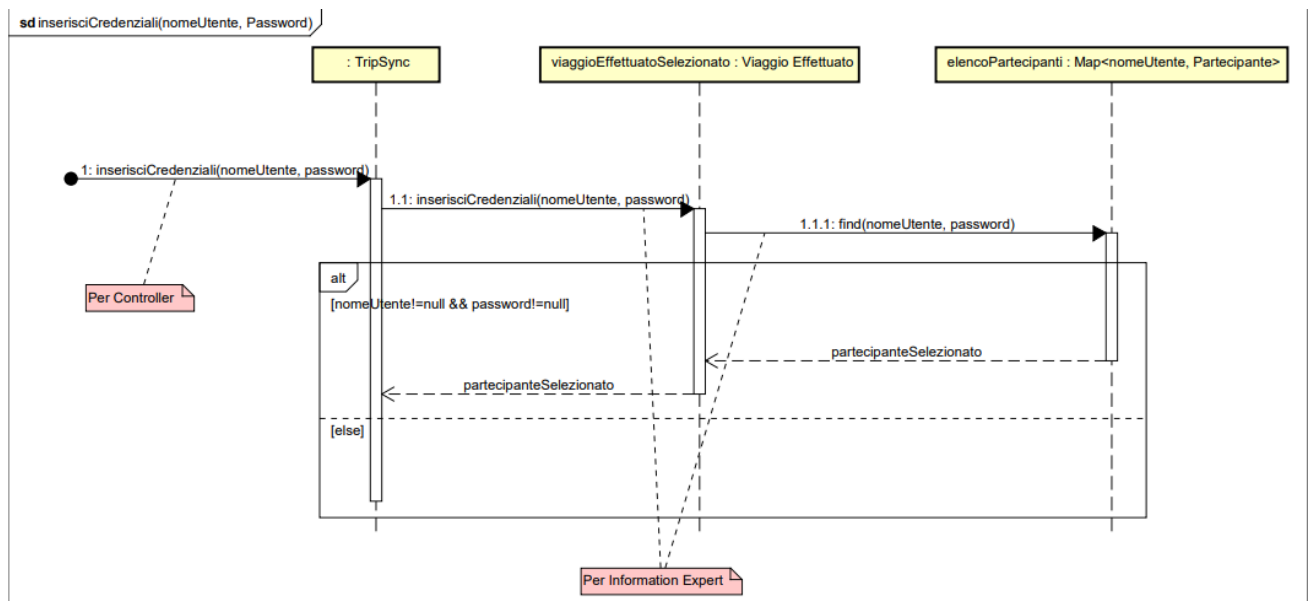 sd inserisciCredenziali(nomeUtente, Password)
: TripSync
viaggioEffettuatoSelezionato : Viaggio Effettuato
elencoPartecipanti : Map<nomeUtente, Partecipante>
1: inserisciCredenziali(nomeUtente, password)
1.1: inserisciCredenziali(nomeUtente, password)
1.1.1: find(nomeUtente, password)
alt
Per Controller
[nomeUtente!=null && password!=null]
partecipanteSelezionato
partecipanteSelezionato
[else]
Per Information Expert